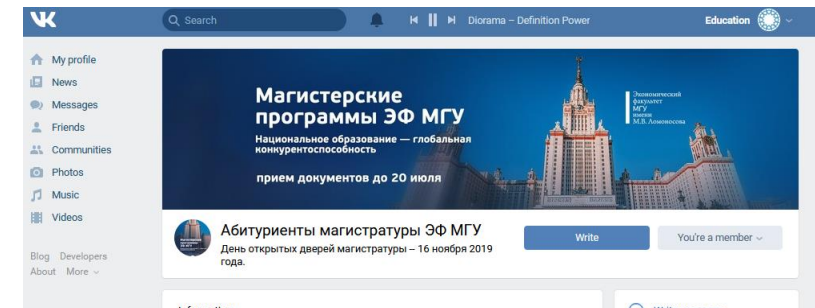 VK
Search
Diorama – Definition Power
Education
My profile
News
Messages
Friends
Communities
Photos
Music
Videos
Blog Developers
About More
Магистерские
программы ЭФ МГУ
Национальное образование — глобальная
конкурентоспособность
прием документов до 20 июля
Экономический
факультет
МГУ
имени
М.В. Ломоносова
Абитуриенты магистратуры ЭФ МГУ
День открытых дверей магистратуры – 16 ноября 2019
года.
Write
You're a member